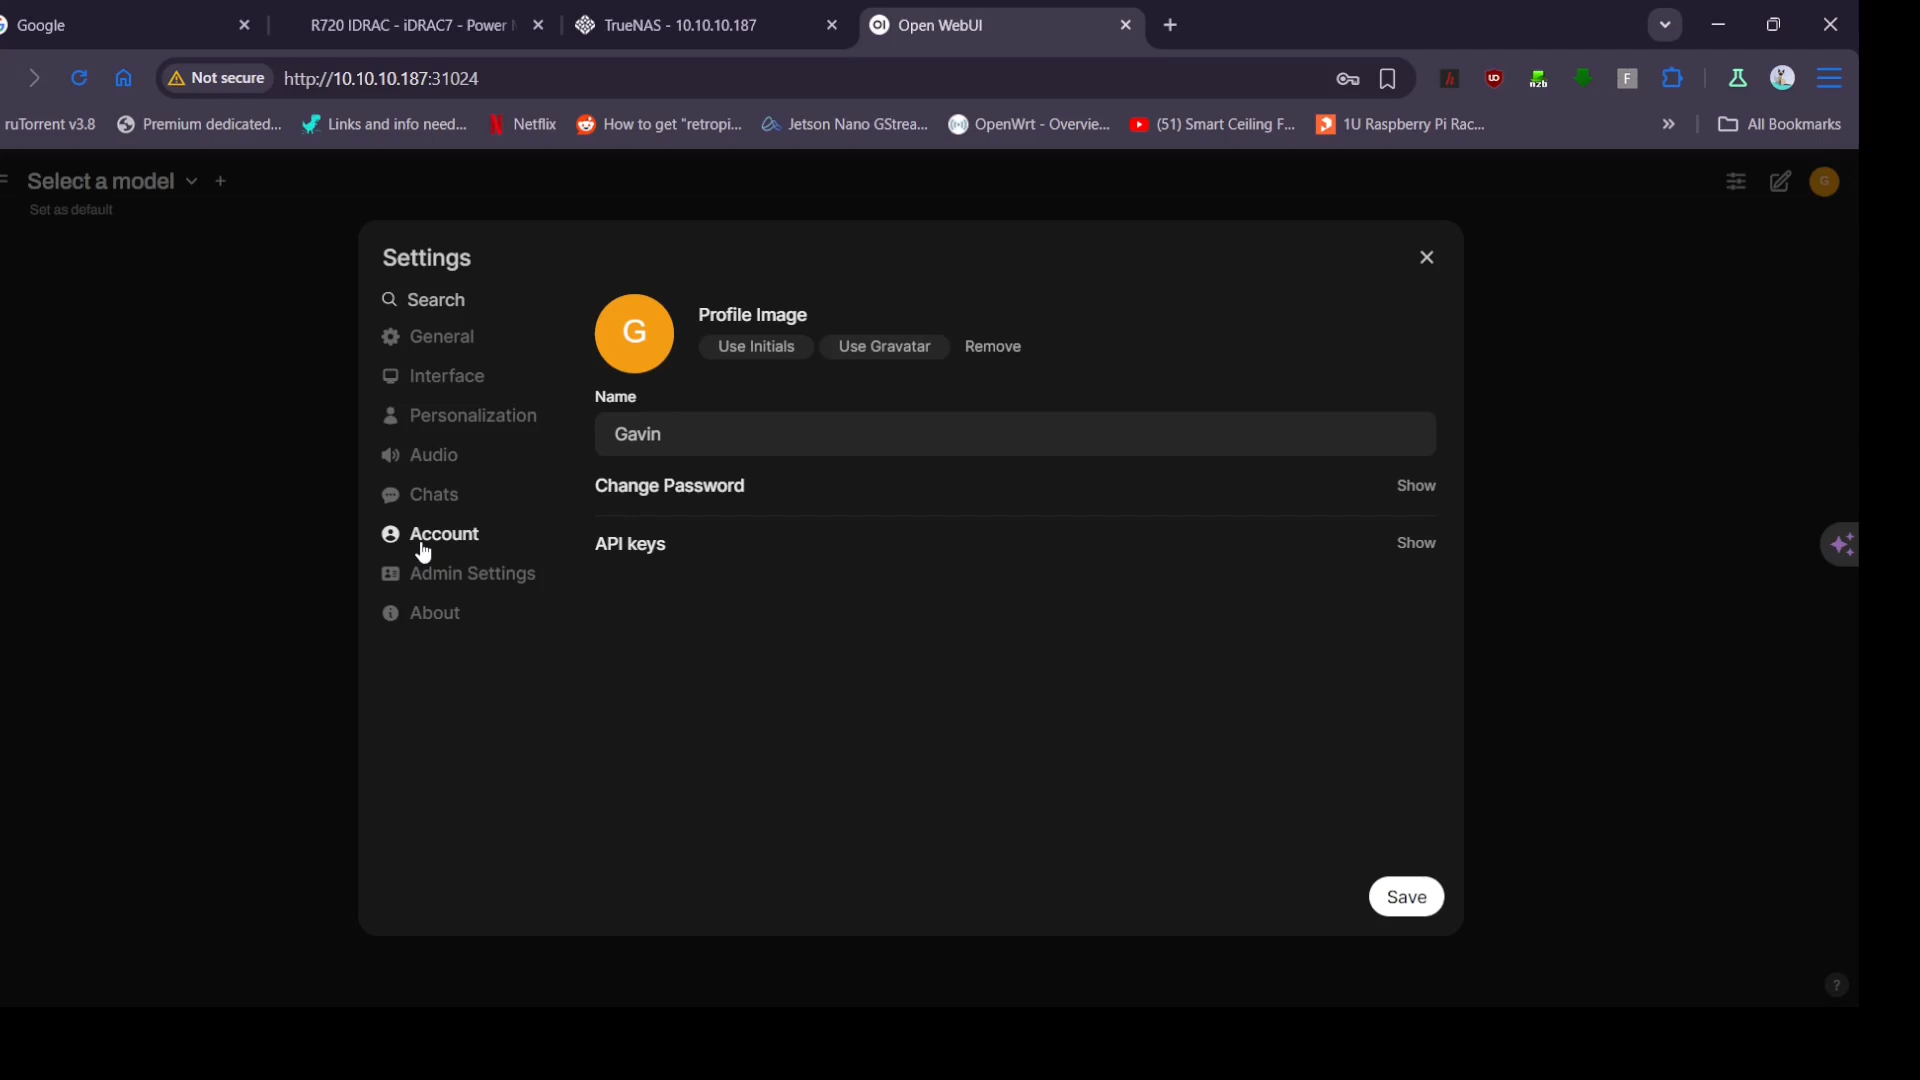 Google
R720 IDRAC - iDRAC7 - Power
TrueNAS - 10.10.10.187
OI Open WebUI
Not secure
http://10.10.10.187:31024
n2b
F
ruTorrent v3.8
Premium dedicated...
Links and info need...
Netflix
How to get "retropi...
Jetson Nano GStrea...
OpenWrt - Overvie...
(51) Smart Ceiling F...
1U Raspberry Pi Rac...
All Bookmarks
Select a model
Set as default
G
Settings
Search
General
Interface
Personalization
Audio
Chats
Account
Admin Settings
About
G
Profile Image
Use Initials
Use Gravatar
Remove
Name
Gavin
Change Password
Show
API keys
Show
Save
?